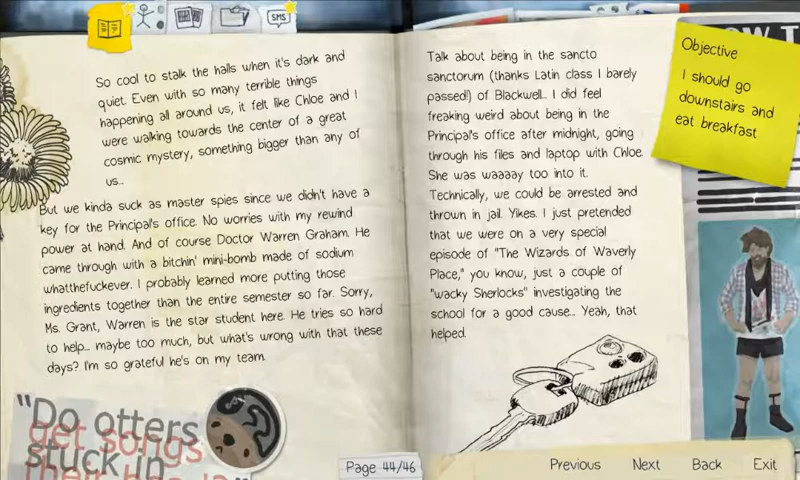 SMS
So cool to stalk the halls when it's dark and
quiet. Even with so many terrible things
happening all around us, it felt like Chloe and I
were walking towards the center of a great
cosmic mystery, something bigger than any of
us...
But we kinda suck as master spies since we didn't have a
key for the Principal's office. No worries with my rewind
power at hand. And of course Doctor Warren Graham. He
came through with a bitchin' mini-bomb made of sodium
whatthefuckever. I probably learned more putting those
ingredients together than the entire semester so far. Sorry,
Ms. Grant, Warren is the star student here. He tries so hard
to help... maybe too much, but what's wrong with that these
days? I'm so grateful he's on my team.
"Do otters
get songs
stuck in
their heads?"
Talk about being in the sancto
sanctorum (thanks Latin class I barely
passed!) of Blackwell... I did feel
freaking weird about being in the
Principal's office after midnight, going
through his files and laptop with Chloe.
She was waaaay too into it.
Technically, we could be arrested and
thrown in jail. Yikes. I just pretended
that we were on a very special
episode of "The Wizards of Waverly
Place," you know, just a couple of
"wacky Sherlocks" investigating the
school for a good cause... Yeah, that
helped.
HOW T
Objective
I should go
downstairs and
eat breakfast
Page 44/46
Previous Next Back Exit